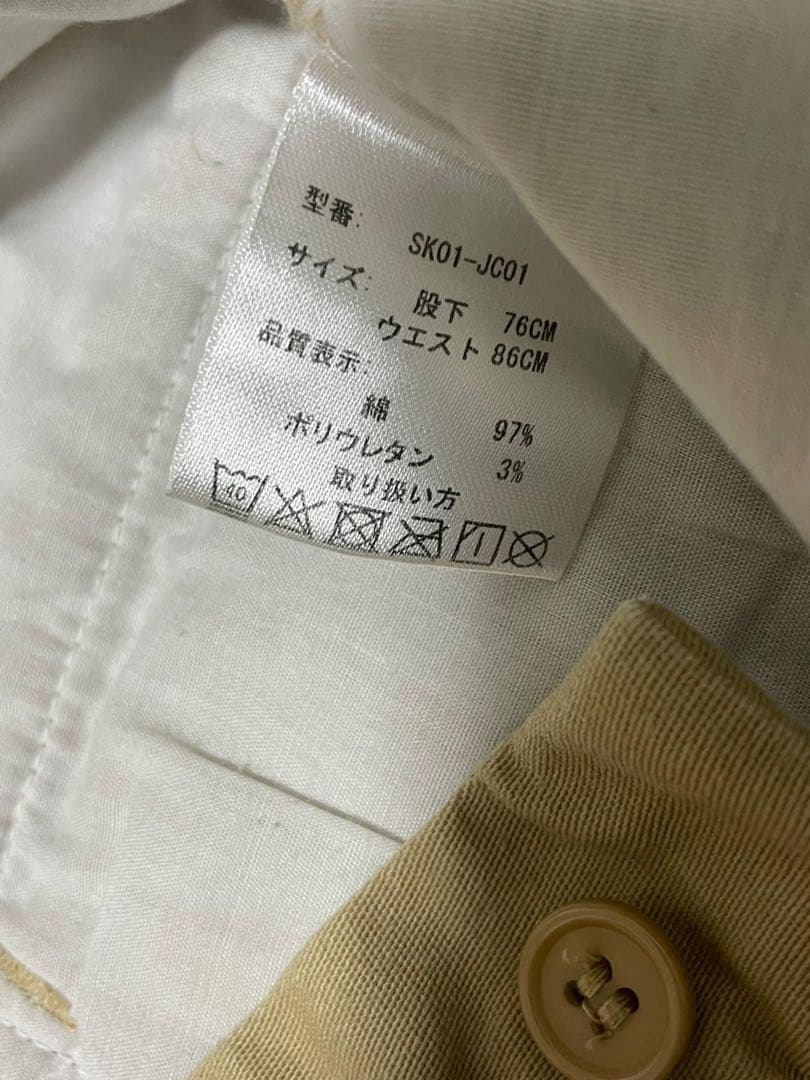 型番: SK01-JC01
サイズ: 股下 76CM
ウエスト 86CM
品質表示:
綿 97%
ポリウレタン 3%
取り扱い方
40